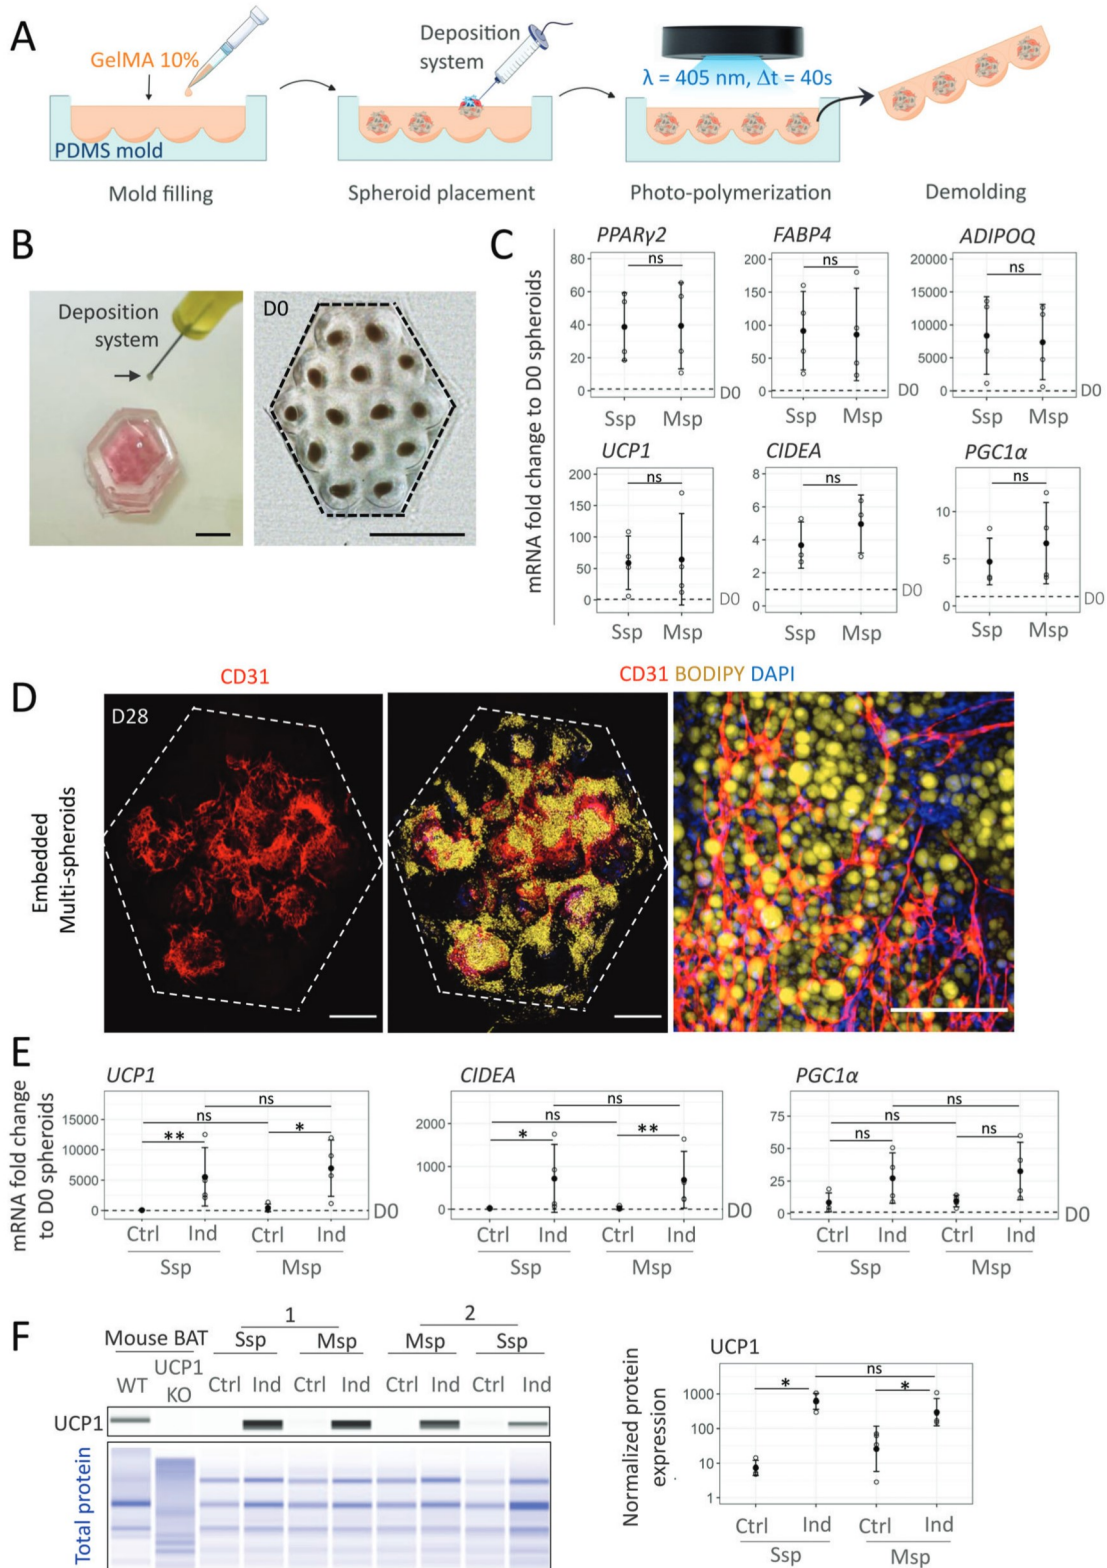 A
GelMA 10%
PDMS mold
Mold filling
Deposition
system
Spheroid placement
λ = 405 nm, Δt = 40s
Photo-polymerization
Demolding
B
Deposition
system
D0
C
mRNA fold change to D0 spheroids
PPARγ2
80
60
40
20
0
ns
D0
Ssp Msp
FABP4
200
150
100
50
0
ns
D0
Ssp Msp
ADIPOQ
20000
15000
10000
5000
0
ns
D0
Ssp Msp
UCP1
200
150
100
50
0
ns
D0
Ssp Msp
CIDEA
8
6
4
2
0
ns
D0
Ssp Msp
PGC1α
10
5
0
ns
D0
Ssp Msp
D
CD31
CD31 BODIPY DAPI
Embedded
Multi-spheroids
D28
E
mRNA fold change
to D0 spheroids
UCP1
15000
10000
5000
0
ns
ns
**
*
D0
Ctrl Ind Ctrl Ind
Ssp Msp
CIDEA
2000
1000
0
ns
ns
*
**
D0
Ctrl Ind Ctrl Ind
Ssp Msp
PGC1α
75
50
25
0
ns
ns
ns
ns
D0
Ctrl Ind Ctrl Ind
Ssp Msp
F
1 2
Mouse BAT Ssp Msp Msp Ssp
WT UCP1 KO Ctrl Ind Ctrl Ind Ctrl Ind Ctrl Ind
UCP1
Total protein
UCP1
Normalized protein
expression
1000
100
10
1
ns
*
*
Ctrl Ind Ctrl Ind
Ssp Msp